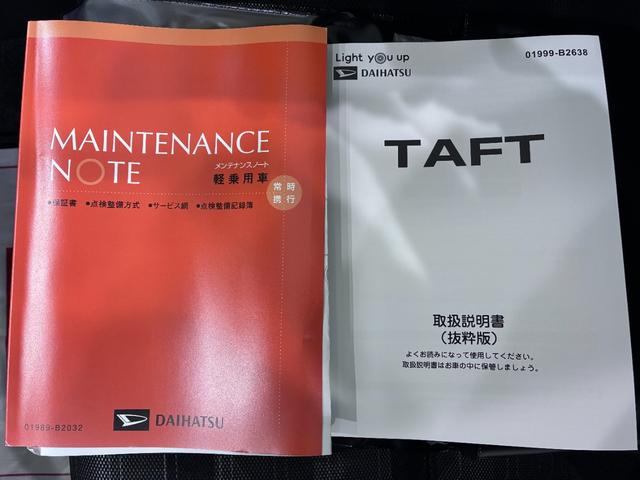 MAINTENANCE
NOTE
メンテナンスノート
軽乗用車
常時
携行
●保証書 ●点検整備方式 ●サービス網 ●点検整備記録簿
DAIHATSU
01989-B2032
Light you up
DAIHATSU
01999-B2638
TAFT
取扱説明書
(抜粋版)
よくお読みになって使用してください。
取扱説明書はお車の中に保管しましょう。